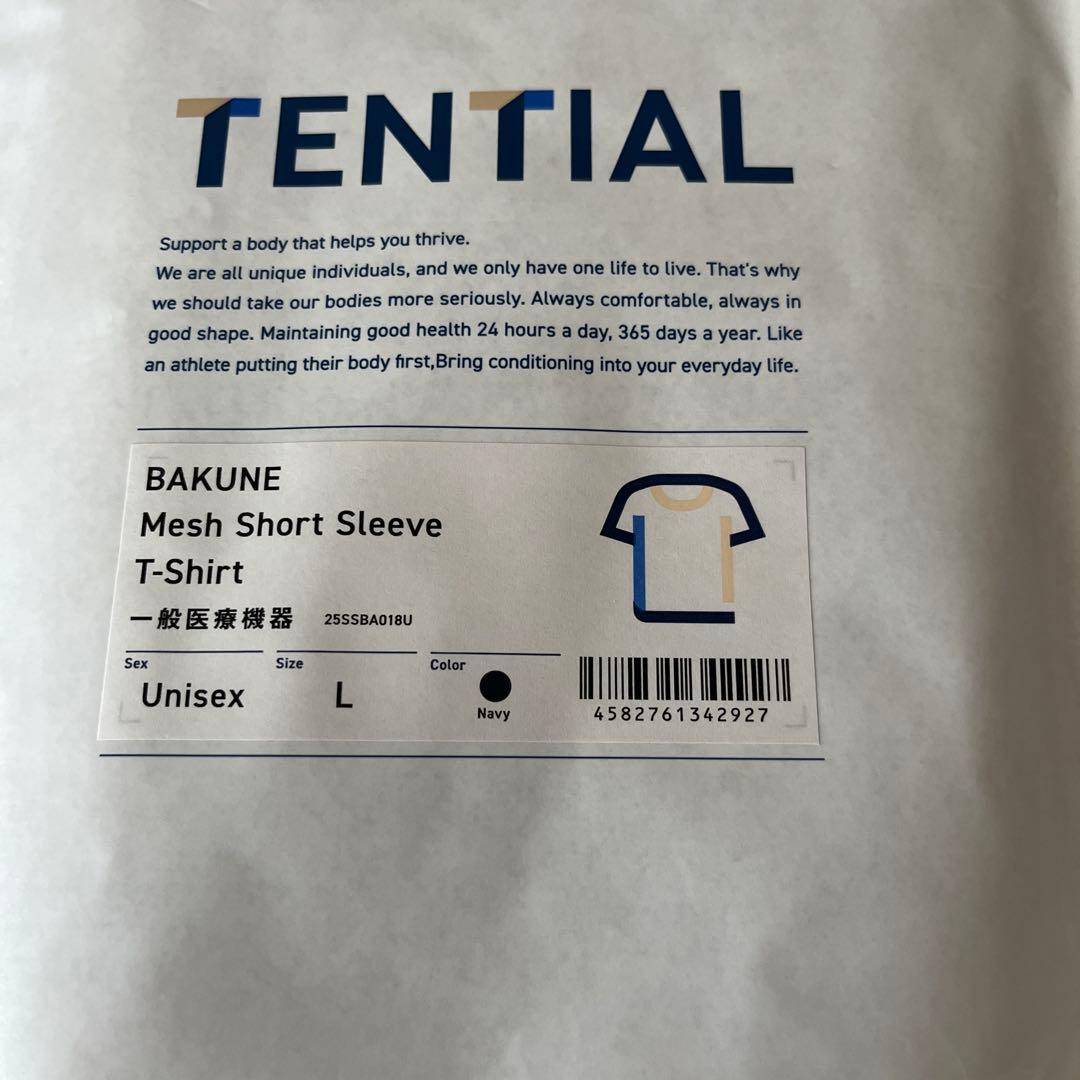 TENTIAL
Support a body that helps you thrive.
We are all unique individuals, and we only have one life to live. That's why
we should take our bodies more seriously. Always comfortable, always in
good shape. Maintaining good health 24 hours a day, 365 days a year. Like
an athlete putting their body first,Bring conditioning into your everyday life.
BAKUNE
Mesh Short Sleeve
T-Shirt
一般医療機器 25SSBA018U
Sex Size Color
Unisex L Navy
4582761342927